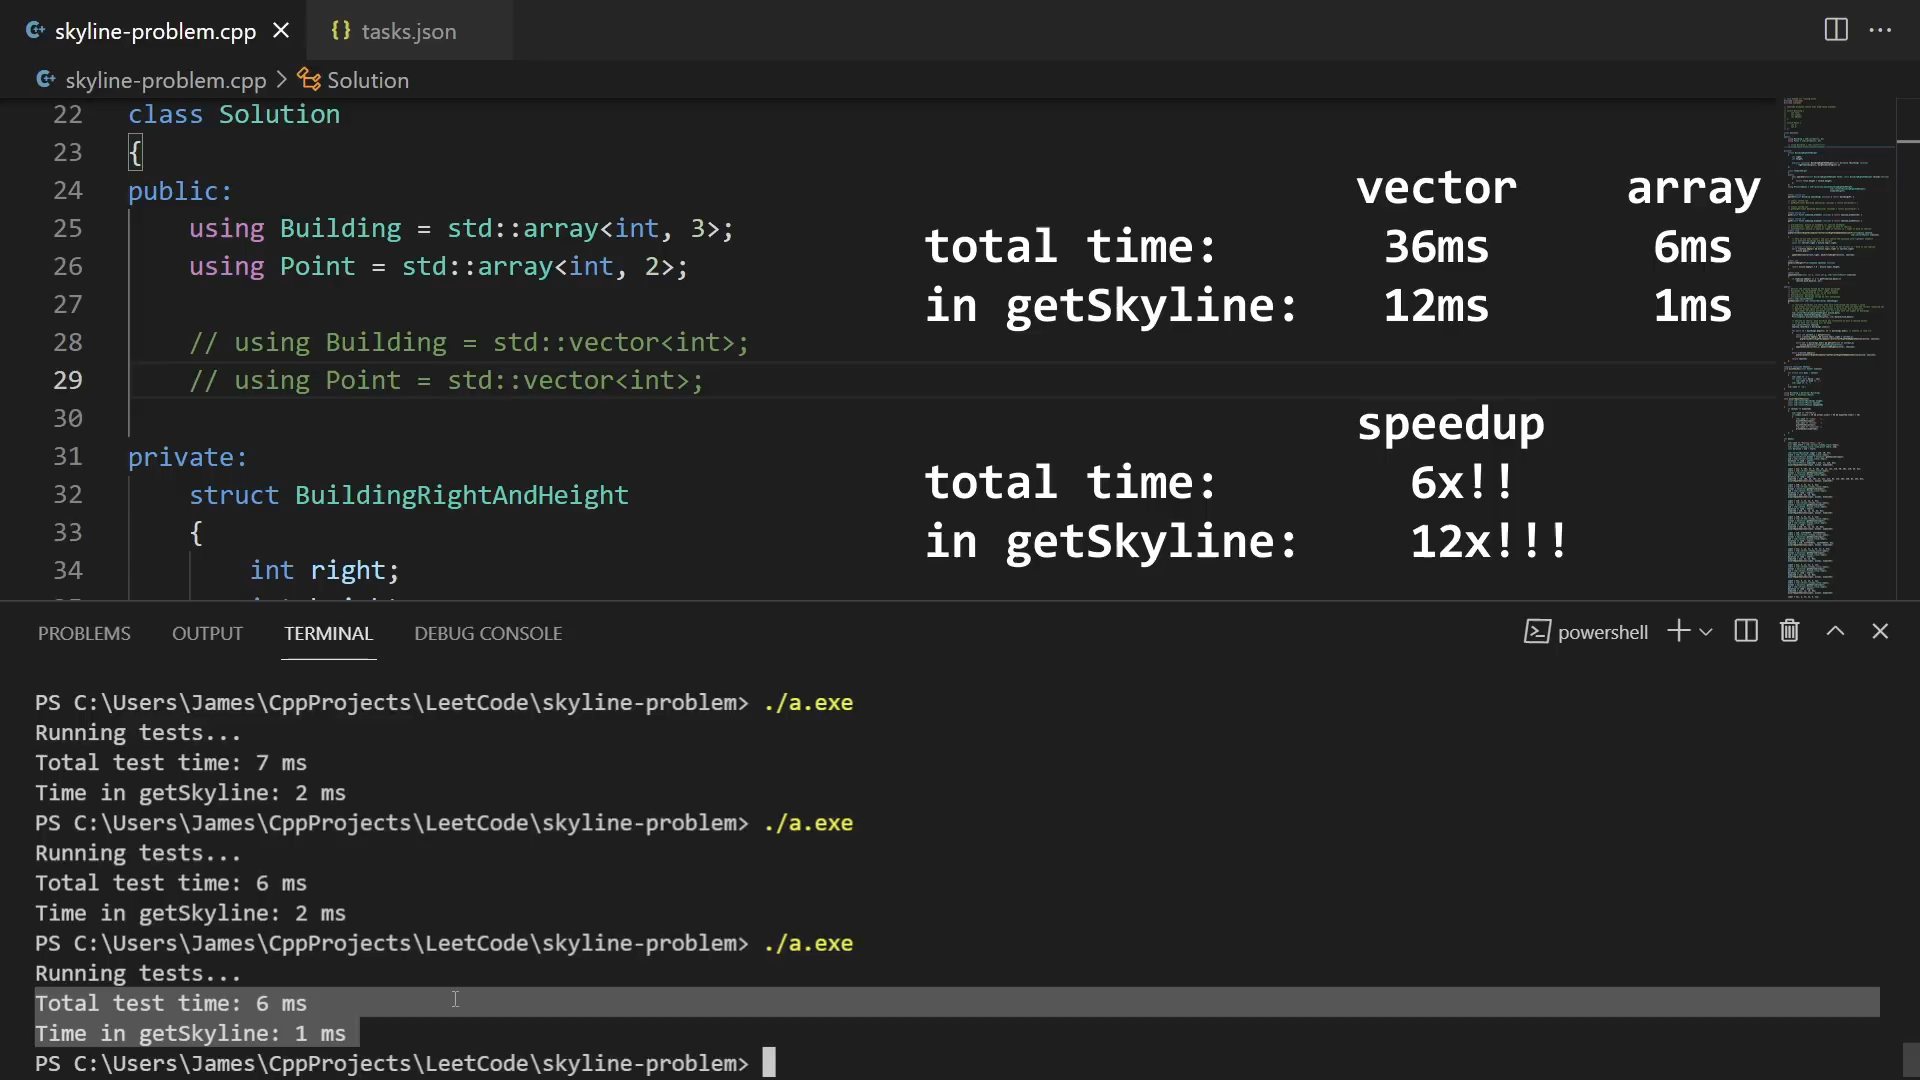 skyline-problem.cpp
tasks.json
skyline-problem.cpp > Solution
22 class Solution
23 {
24 public:
25 using Building = std::array<int, 3>;
26 using Point = std::array<int, 2>;
27
28 // using Building = std::vector<int>;
29 // using Point = std::vector<int>;
30
31 private:
32 struct BuildingRightAndHeight
33 {
34 int right;
vector array
total time: 36ms 6ms
in getSkyline: 12ms 1ms
speedup
total time: 6x!!
in getSkyline: 12x!!!
PROBLEMS OUTPUT TERMINAL DEBUG CONSOLE
powershell
PS C:\Users\James\CppProjects\LeetCode\skyline-problem> ./a.exe
Running tests...
Total test time: 7 ms
Time in getSkyline: 2 ms
PS C:\Users\James\CppProjects\LeetCode\skyline-problem> ./a.exe
Running tests...
Total test time: 6 ms
Time in getSkyline: 2 ms
PS C:\Users\James\CppProjects\LeetCode\skyline-problem> ./a.exe
Running tests...
Total test time: 6 ms
Time in getSkyline: 1 ms
PS C:\Users\James\CppProjects\LeetCode\skyline-problem>